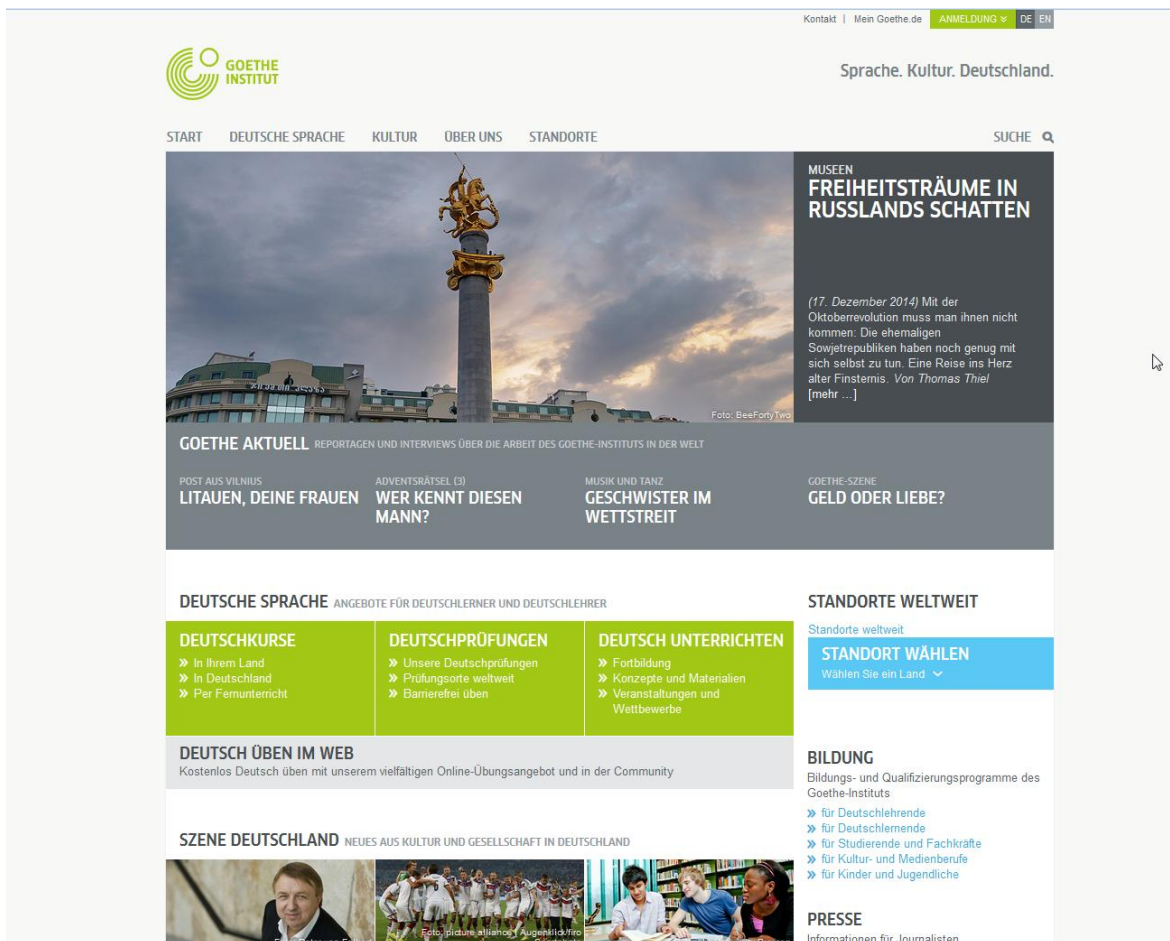 Kontakt | Mein Goethe.de ANMELDUNG DE EN
GOETHE
INSTITUT
Sprache. Kultur. Deutschland.
START DEUTSCHE SPRACHE KULTUR ÜBER UNS STANDORTE SUCHE
MUSEEN
FREIHEITSTRÄUME IN
RUSSLANDS SCHATTEN
(17. Dezember 2014) Mit der
Oktoberrevolution muss man ihnen nicht
kommen: Die ehemaligen
Sowjetrepubliken haben noch genug mit
sich selbst zu tun. Eine Reise ins Herz
alter Finsternis. Von Thomas Thiel
[mehr ...]
Foto: BeeFortyTwo
GOETHE AKTUELL REPORTAGEN UND INTERVIEWS ÜBER DIE ARBEIT DES GOETHE-INSTITUTS IN DER WELT
POST AUS VILNIUS
LITAUEN, DEINE FRAUEN
ADVENTSRÄTSEL (3)
WER KENNT DIESEN
MANN?
MUSIK UND TANZ
GESCHWISTER IM
WETTSTREIT
GOETHE-SZENE
GELD ODER LIEBE?
DEUTSCHE SPRACHE ANGEBOTE FÜR DEUTSCHLERNER UND DEUTSCHLEHRER
DEUTSCHKURSE
» In Ihrem Land
» In Deutschland
» Per Fernunterricht
DEUTSCHPRÜFUNGEN
» Unsere Deutschprüfungen
» Prüfungsorte weltweit
» Barrierefrei üben
DEUTSCH UNTERRICHTEN
» Fortbildung
» Konzepte und Materialien
» Veranstaltungen und
Wettbewerbe
DEUTSCH ÜBEN IM WEB
Kostenlos Deutsch üben mit unserem vielfältigen Online-Übungsangebot und in der Community
SZENE DEUTSCHLAND NEUES AUS KULTUR UND GESELLSCHAFT IN DEUTSCHLAND
Foto: picture alliance / Augenklick/firo
STANDORTE WELTWEIT
Standorte weltweit
STANDORT WÄHLEN
Wählen Sie ein Land
BILDUNG
Bildungs- und Qualifizierungsprogramme des
Goethe-Instituts
» für Deutschlehrende
» für Deutschlernende
» für Studierende und Fachkräfte
» für Kultur- und Medienberufe
» für Kinder und Jugendliche
PRESSE
Informationen für Journalisten